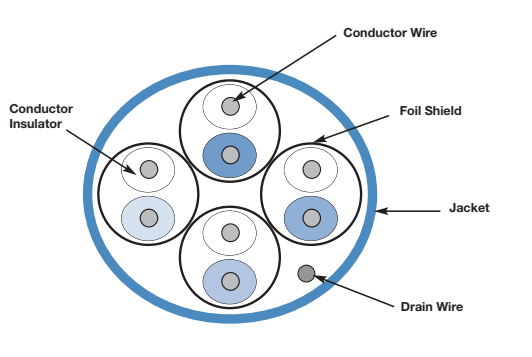 Conductor Wire
Conductor
Insulator
Foil Shield
Jacket
Drain Wire